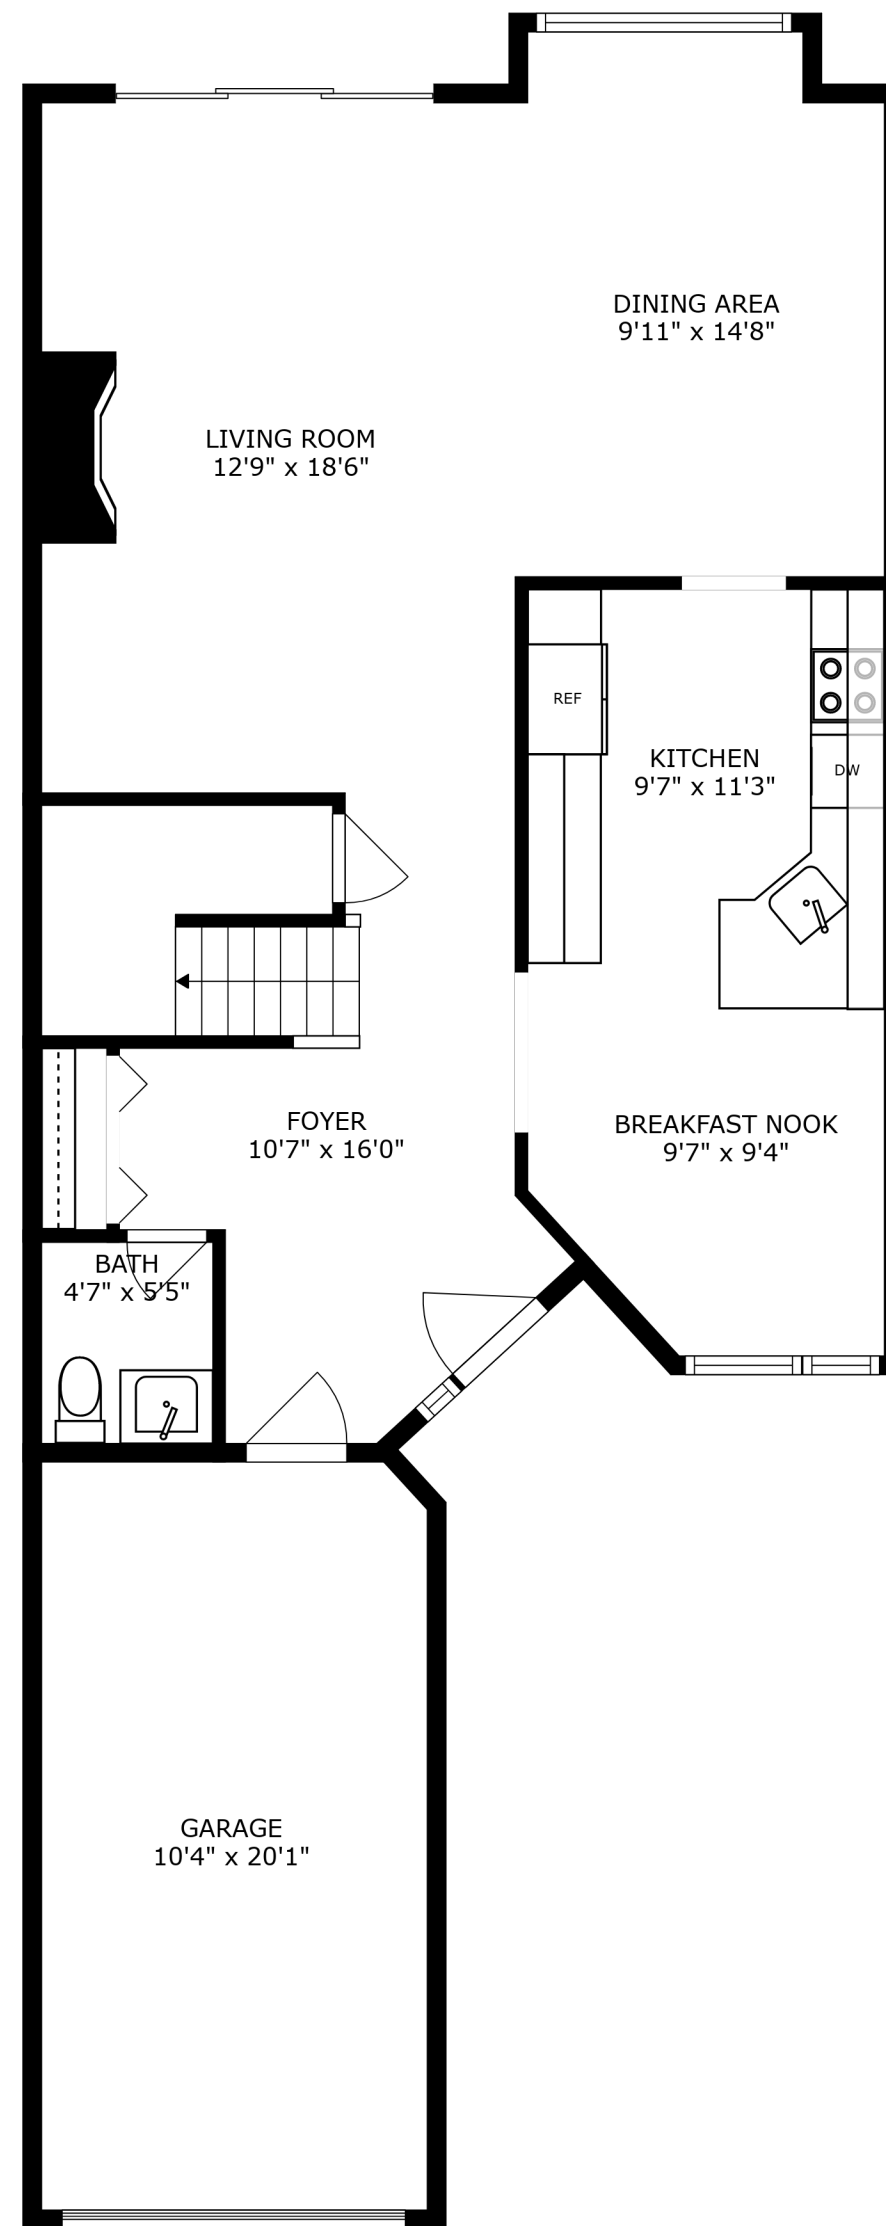 DINING AREA
9'11" x 14'8"
LIVING ROOM
12'9" x 18'6"
REF
KITCHEN
9'7" x 11'3"
DW
FOYER
10'7" x 16'0"
BREAKFAST NOOK
9'7" x 9'4"
BATH
4'7" x 5'5"
GARAGE
10'4" x 20'1"